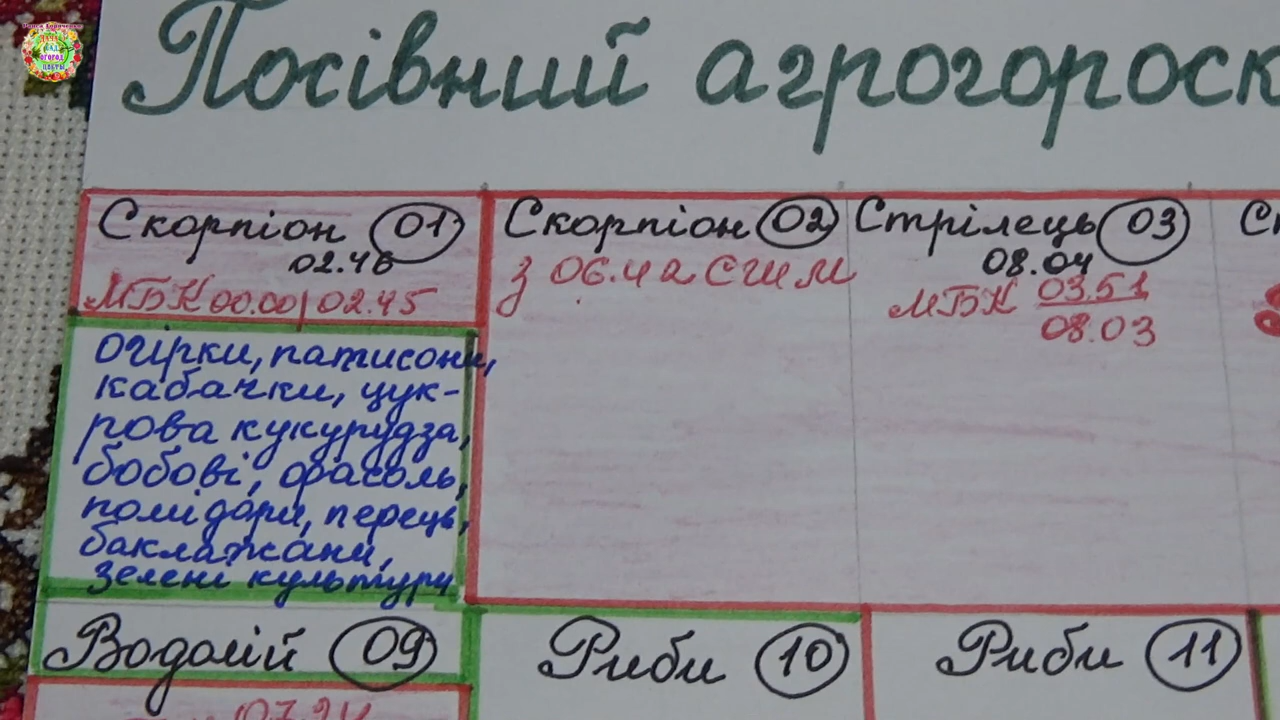 Посівний агрогороск
Скорпіон 01
02.46
МБК 00.00 02.45
огірки, патисони,
кабачки, цук-
рова кукурудза,
бобові, фасоль,
помідори, перець,
баклажани,
зелені культури
Скорпіон 02
з 06.42
Стрілець 03
08.04
МБК 03.51
08.03
Водолій 09
07.24
Риби 10
Риби 11